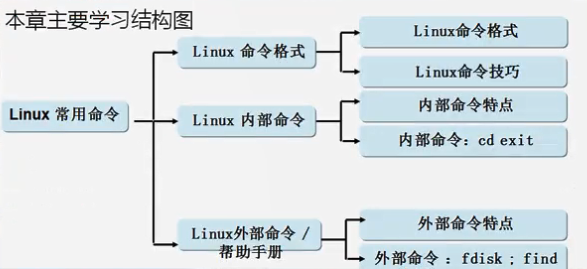 本章主要学习结构图
Linux 常用命令
Linux 命令格式
Linux命令格式
Linux命令技巧
Linux 内部命令
内部命令特点
内部命令：cd exit
Linux外部命令 /
帮助手册
外部命令特点
外部命令 ：fdisk ; find